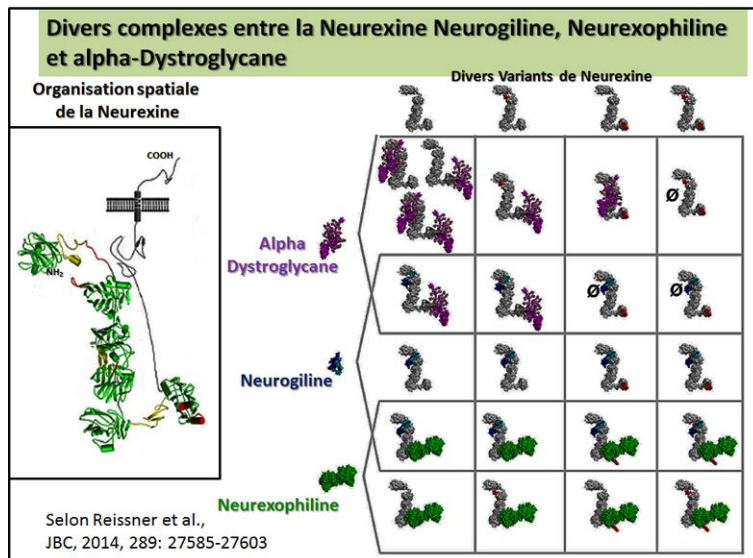 Divers complexes entre la Neurexine Neurogiline, Neurexophiline
et alpha-Dystroglycane
Organisation spatiale
de la Neurexine
Divers Variants de Neurexine
COOH
NH2
Alpha
Dystroglycane
Ø
Ø
Ø
Neurogiline
Neurexophiline
Selon Reissner et al.,
JBC, 2014, 289: 27585-27603